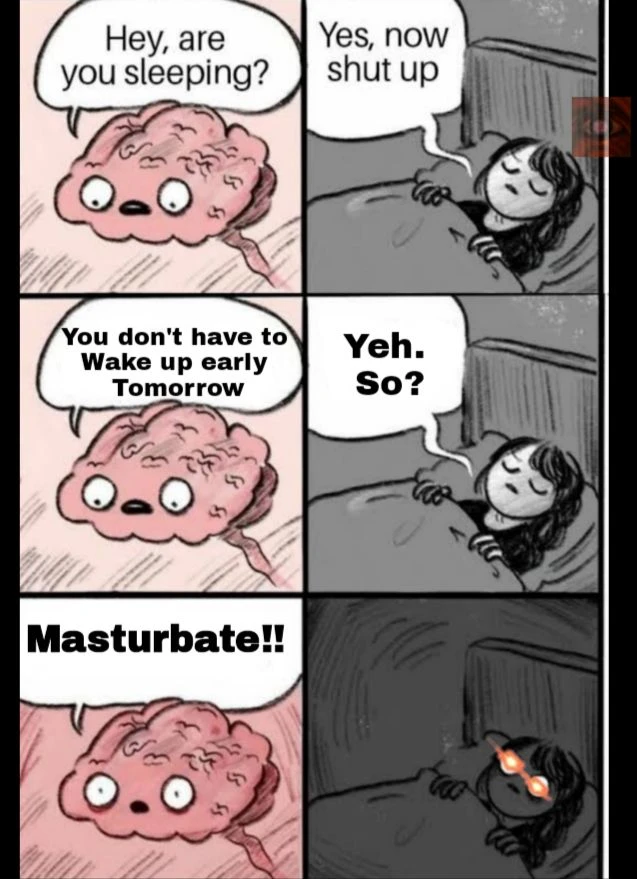 Hey, are
you sleeping?
Yes, now
shut up
You don't have to
Wake up early
Tomorrow
Yeh.
So?
Masturbate!!